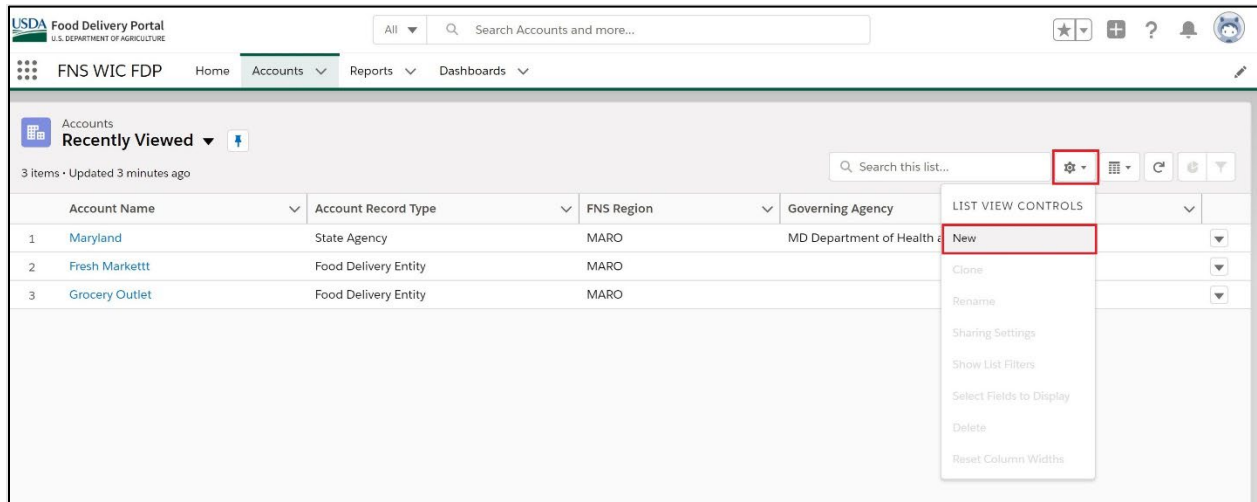 USDA Food Delivery Portal
U.S. DEPARTMENT OF AGRICULTURE
All Search Accounts and more...
FNS WIC FDP Home Accounts Reports Dashboards
Accounts
Recently Viewed
3 items • Updated 3 minutes ago
Search this list...
Account Name Account Record Type FNS Region Governing Agency
1 Maryland State Agency MARO MD Department of Health a
2 Fresh Markettt Food Delivery Entity MARO
3 Grocery Outlet Food Delivery Entity MARO
LIST VIEW CONTROLS
New
Clone
Rename
Sharing Settings
Show List Filters
Select Fields to Display
Delete
Reset Column Widths